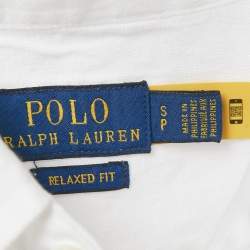 POLO
RALPH LAUREN
S
P
MADE IN
PHILIPPINES
FABRIQUÉ AUX
PHILIPPINES
RELAXED FIT